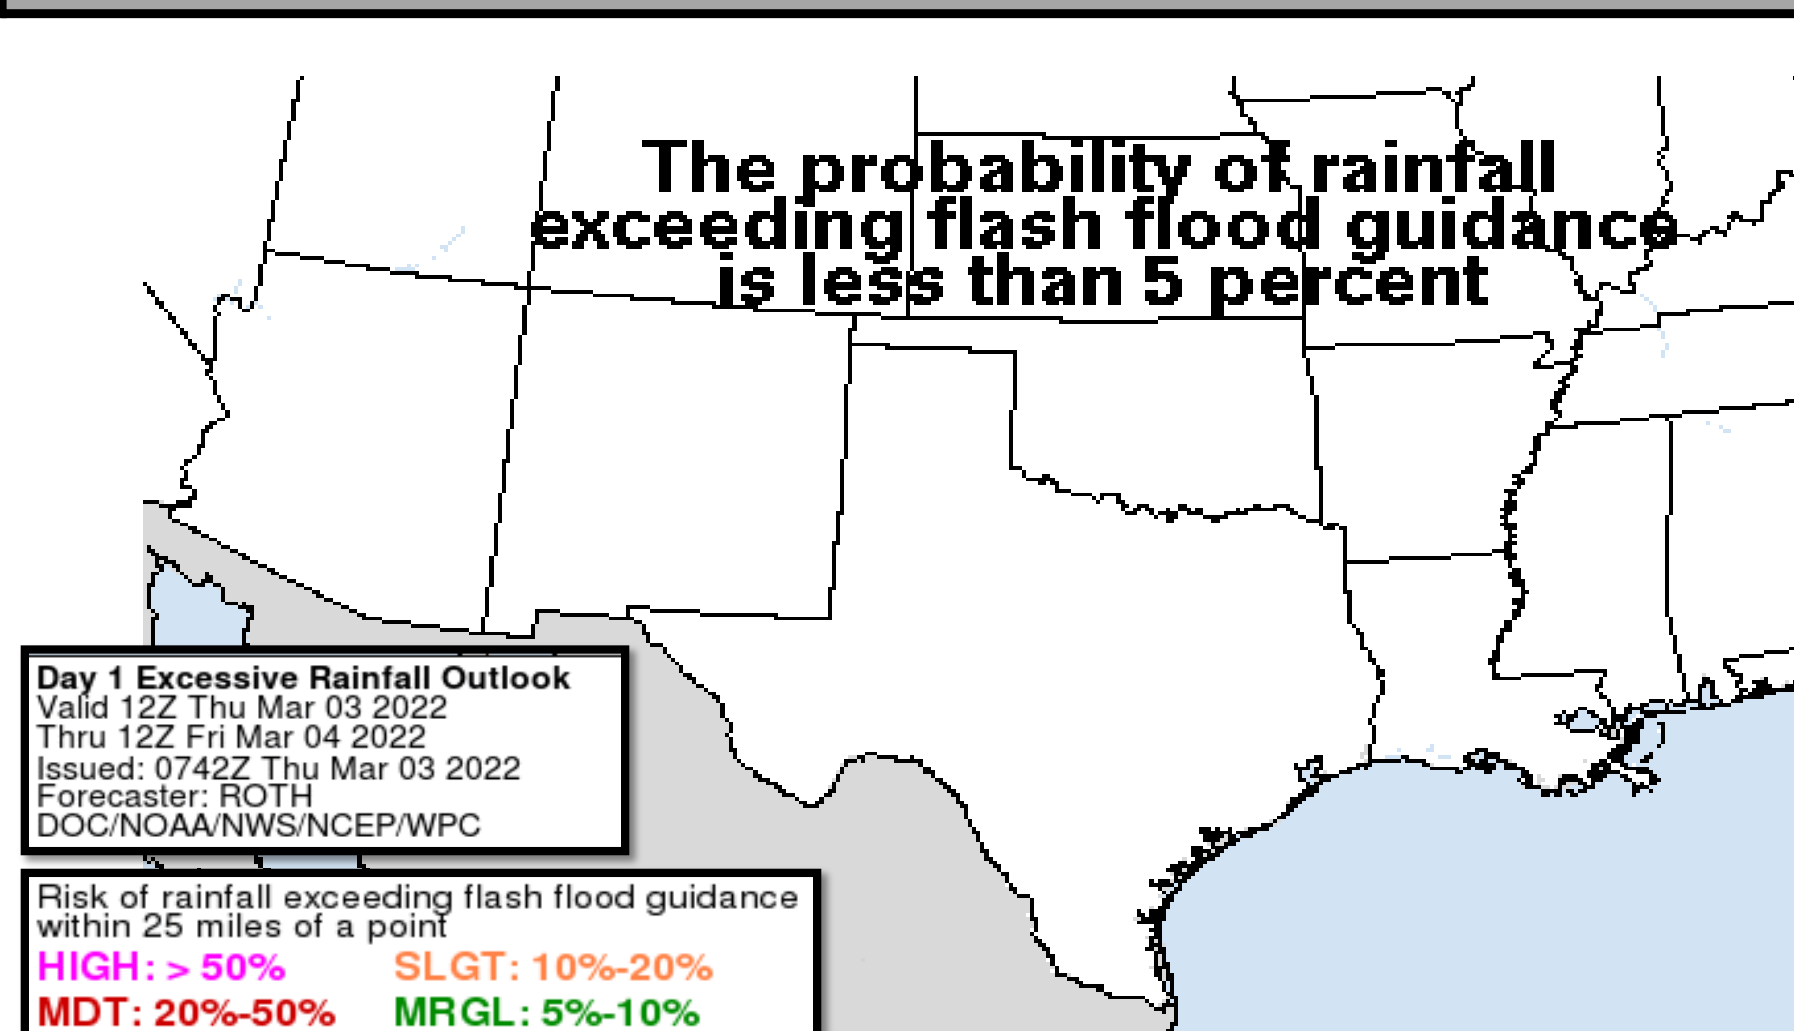 The probability of rainfall
exceeding flash flood guidance
is less than 5 percent
Day 1 Excessive Rainfall Outlook
Valid 12Z Thu Mar 03 2022
Thru 12Z Fri Mar 04 2022
Issued: 0742Z Thu Mar 03 2022
Forecaster: ROTH
DOC/NOAA/NWS/NCEP/WPC
Risk of rainfall exceeding flash flood guidance
within 25 miles of a point
HIGH: > 50% SLGT: 10%-20%
MDT: 20%-50% MRGL: 5%-10%